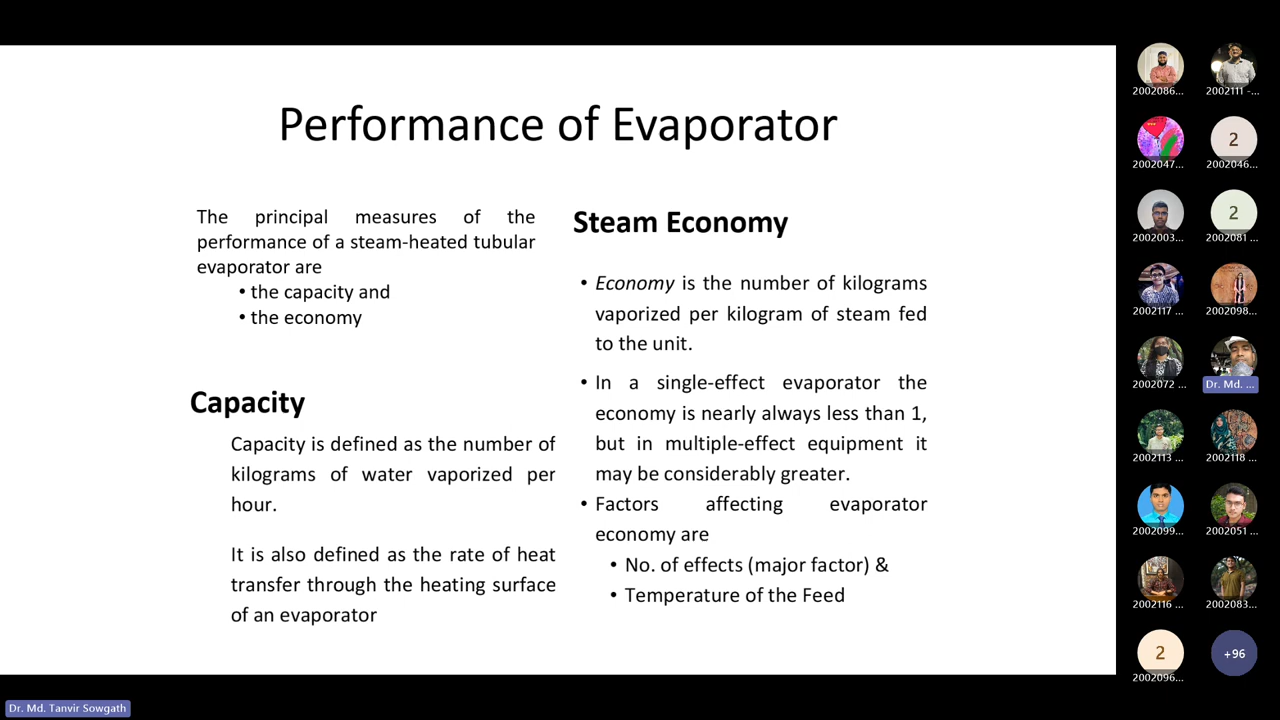 Performance of Evaporator
The principal measures of the
performance of a steam-heated tubular
evaporator are
• the capacity and
• the economy
Capacity
Capacity is defined as the number of
kilograms of water vaporized per
hour.
It is also defined as the rate of heat
transfer through the heating surface
of an evaporator
Steam Economy
• Economy is the number of kilograms
vaporized per kilogram of steam fed
to the unit.
• In a single-effect evaporator the
economy is nearly always less than 1,
but in multiple-effect equipment it
may be considerably greater.
• Factors affecting evaporator
economy are
• No. of effects (major factor) &
• Temperature of the Feed
2002086...
2002111 -...
2002047...
2
2002046...
2002003...
2
2002081 ...
2002117 ...
2002098...
2002072 ...
Dr. Md. ...
2002113 ...
2002118 ...
2002099...
2002051 ...
2002116 ...
2002083...
2
2002096...
+96
Dr. Md. Tanvir Sowgath